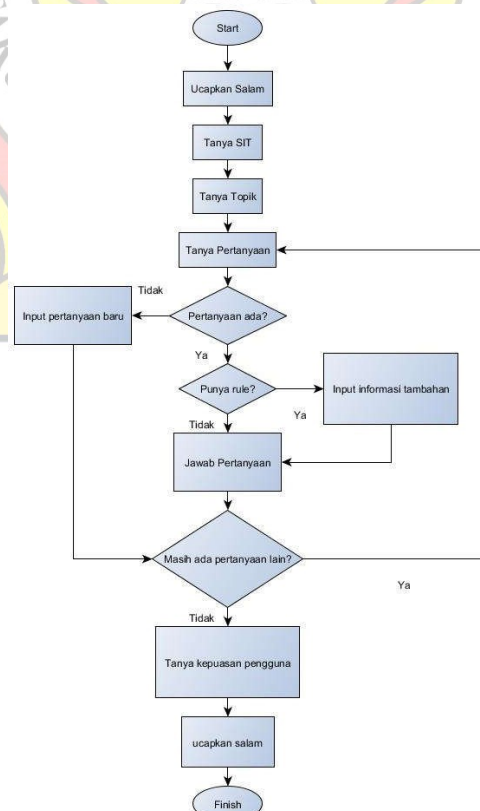 Start
Ucapkan Salam
Tanya SIT
Tanya Topik
Tanya Pertanyaan
Tidak
Input pertanyaan baru
Pertanyaan ada?
Ya
Punya rule?
Input informasi tambahan
Ya
Tidak
Jawab Pertanyaan
Masih ada pertanyaan lain?
Ya
Tidak
Tanya kepuasan pengguna
ucapkan salam
Finish